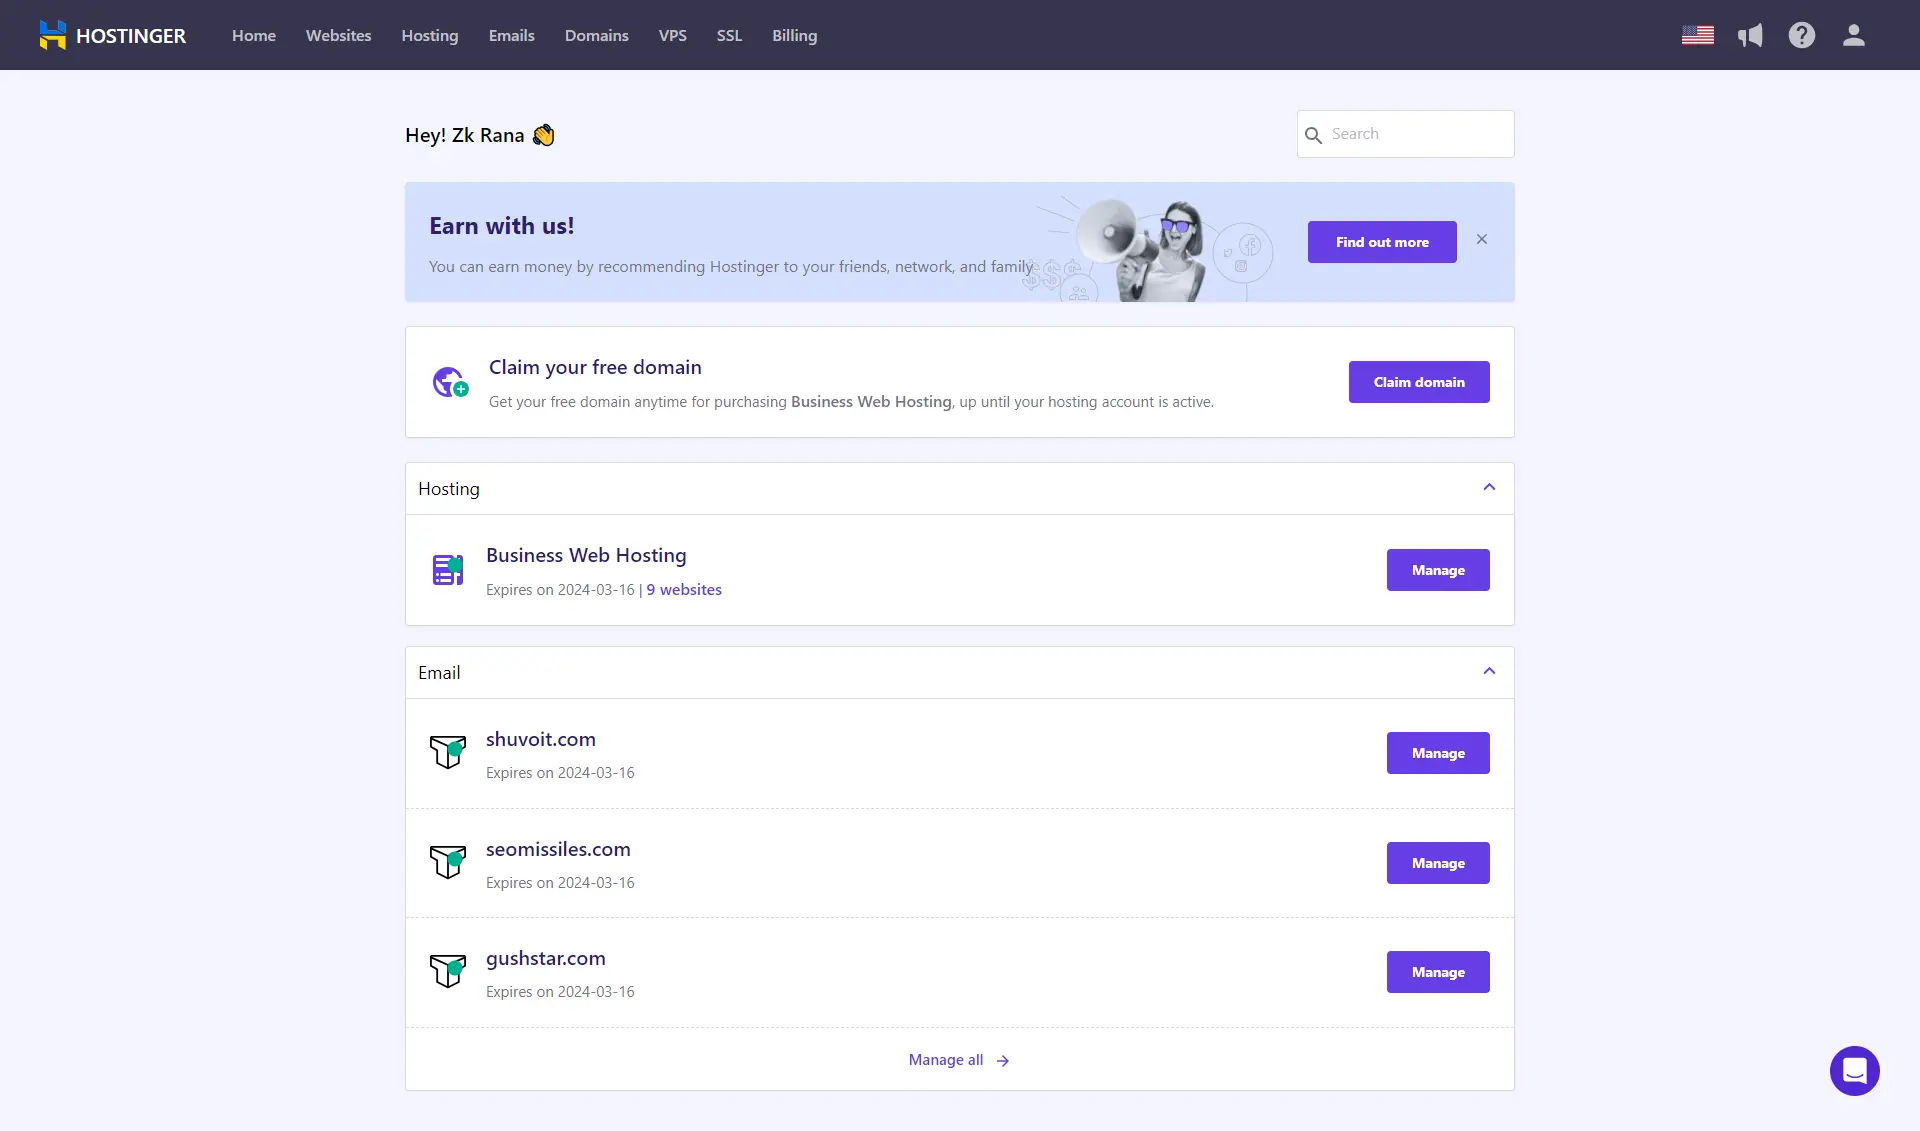 HOSTINGER
Home Websites Hosting Emails Domains VPS SSL Billing
Hey! Zk Rana
Search
Earn with us!
You can earn money by recommending Hostinger to your friends, network, and family
Find out more
Claim your free domain
Get your free domain anytime for purchasing Business Web Hosting, up until your hosting account is active.
Claim domain
Hosting
Business Web Hosting
Expires on 2024-03-16 | 9 websites
Manage
Email
shuvoit.com
Expires on 2024-03-16
Manage
seomissiles.com
Expires on 2024-03-16
Manage
gushstar.com
Expires on 2024-03-16
Manage
Manage all